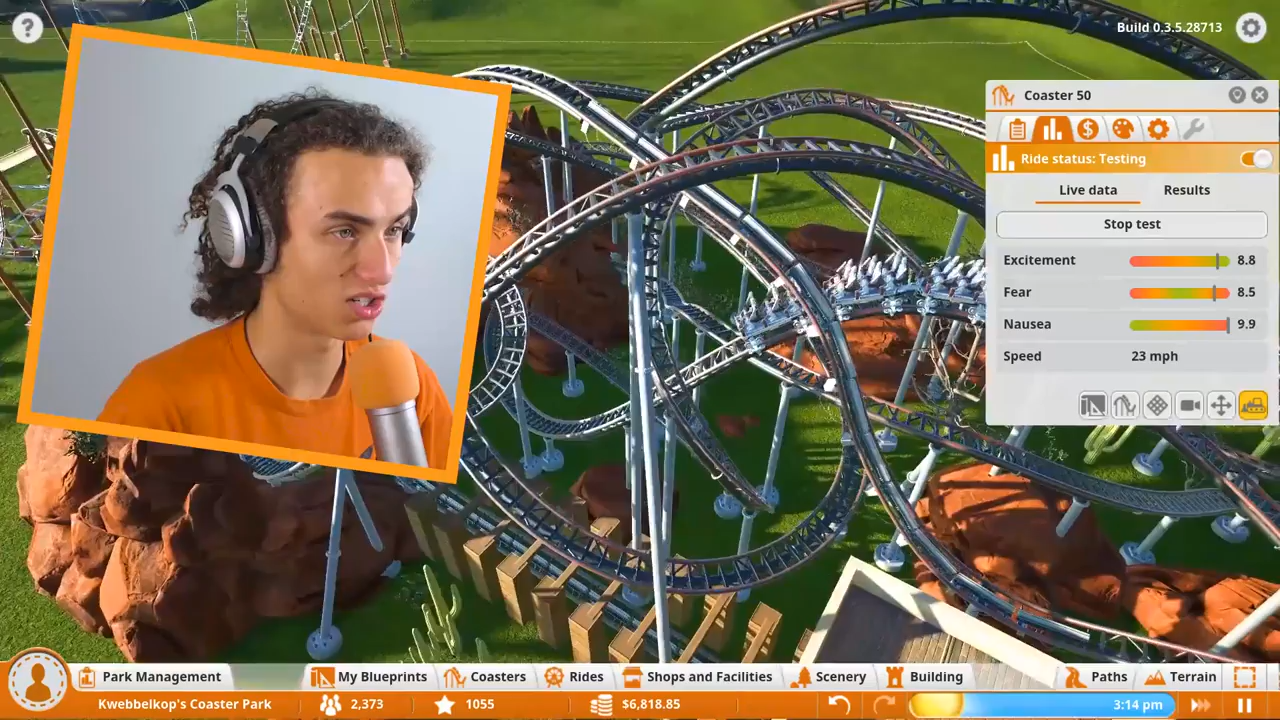 ?
Build 0.3.5.28713
Coaster 50
Ride status: Testing
Live data Results
Stop test
Excitement 8.8
Fear 8.5
Nausea 9.9
Speed 23 mph
Park Management My Blueprints Coasters Rides Shops and Facilities Scenery Building Paths Terrain
Kwebbelkop's Coaster Park 2,373 1055 $6,818.85 3:14 pm